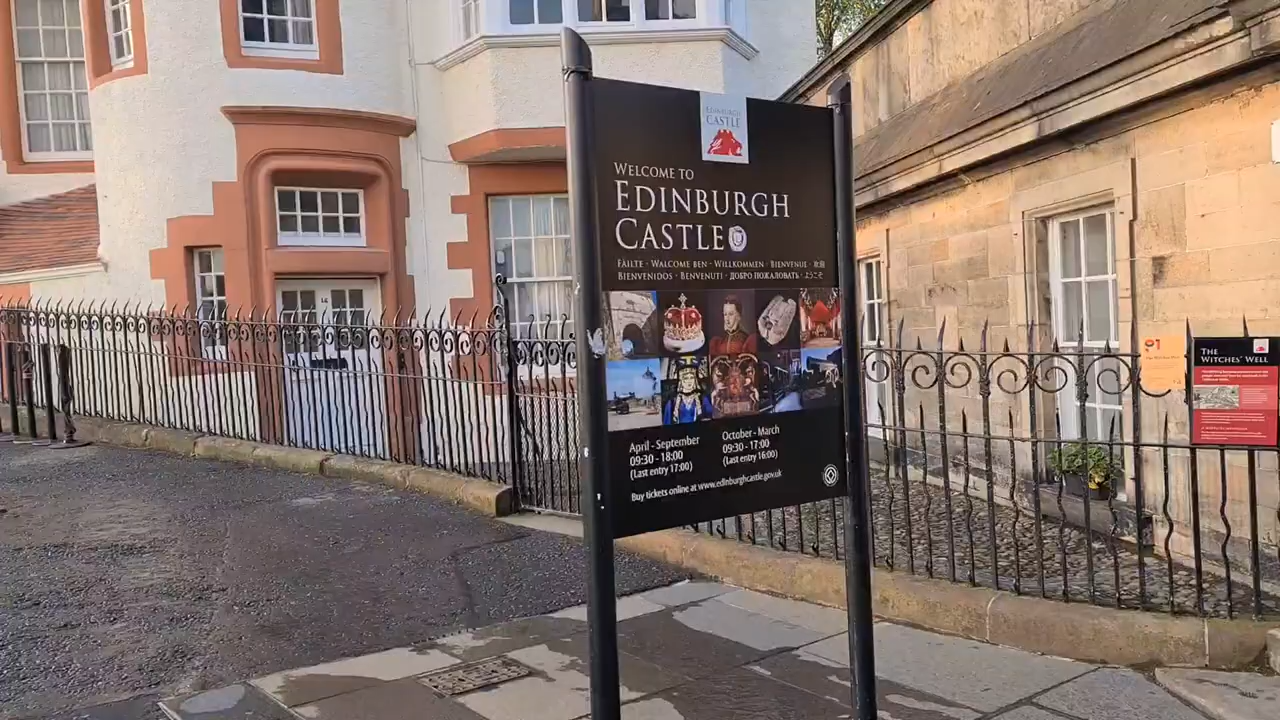 EDINBURGH
CASTLE
WELCOME TO
EDINBURGH
CASTLE
FÀILTE · WALCOME BEN · WILLKOMMEN · BIENVENUE · 欢迎
BIENVENIDOS · BENVENUTI · ДОБРО ПОЖАЛОВАТЬ · ようこそ
April - September
09:30 - 18:00
(Last entry 17:00)
October - March
09:30 - 17:00
(Last entry 16:00)
Buy tickets online at www.edinburghcastle.gov.uk
THE
WITCHES' WELL